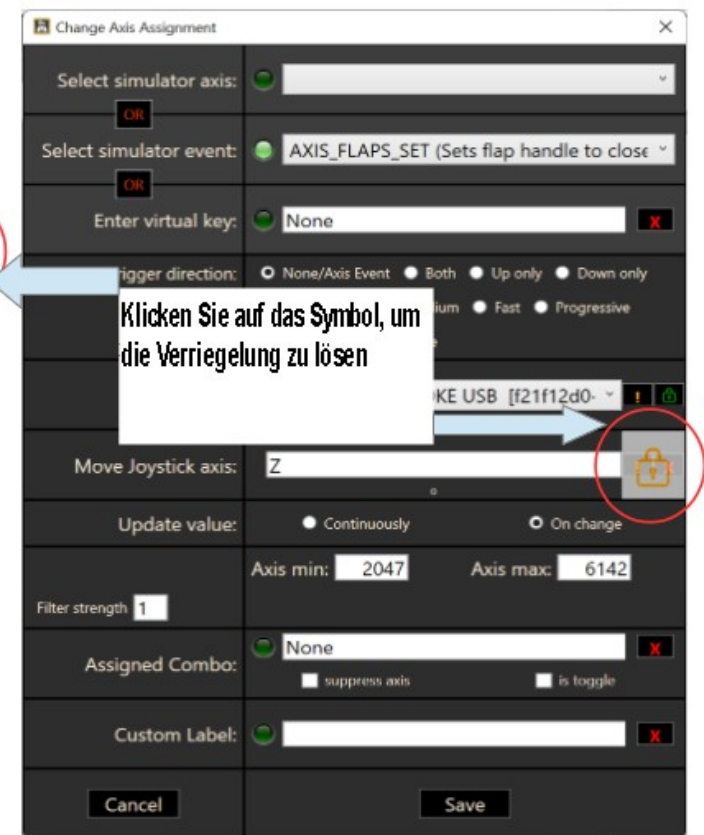 Change Axis Assignment
Select simulator axis:
OR
Select simulator event: AXIS_FLAPS_SET (Sets flap handle to close
OR
Enter virtual key: None X
rigger direction: None/Axis Event Both Up only Down only
ium Fast Progressive
Klicken Sie auf das Symbol, um
die Verriegelung zu lösen
KE USB [f21f12d0- !
Move Joystick axis: Z
Update value: Continuously On change
Axis min: 2047 Axis max: 6142
Filter strength 1
Assigned Combo: None X
suppress axis is toggle
Custom Label: X
Cancel Save